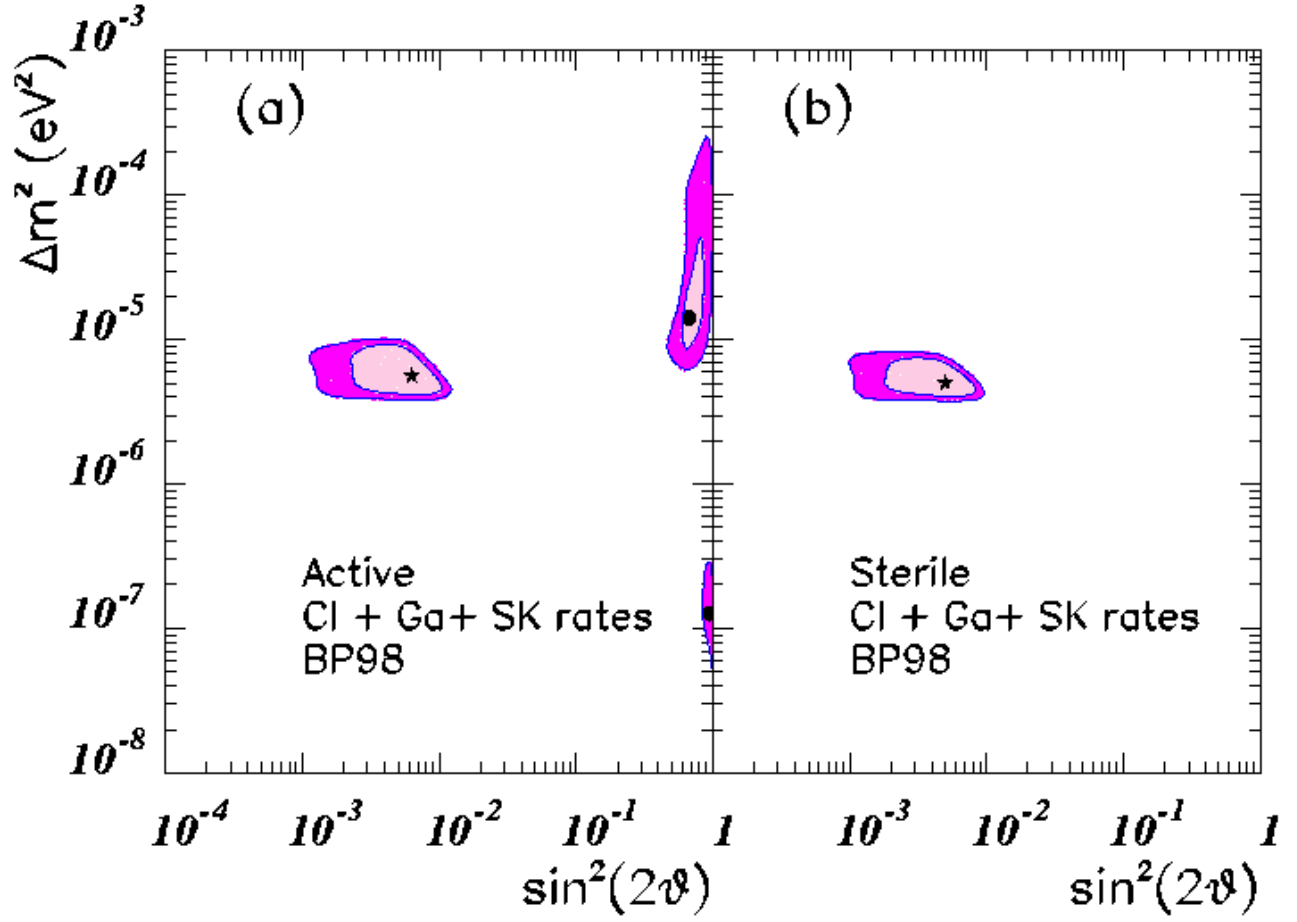 Δm² (eV²)
10⁻³
10⁻⁴
10⁻⁵
10⁻⁶
10⁻⁷
10⁻⁸
(a)
Active
Cl + Ga+ SK rates
BP98
(b)
Sterile
Cl + Ga+ SK rates
BP98
10⁻⁴ 10⁻³ 10⁻² 10⁻¹ 1 10⁻³ 10⁻² 10⁻¹ 1
sin²(2ϑ) sin²(2ϑ)